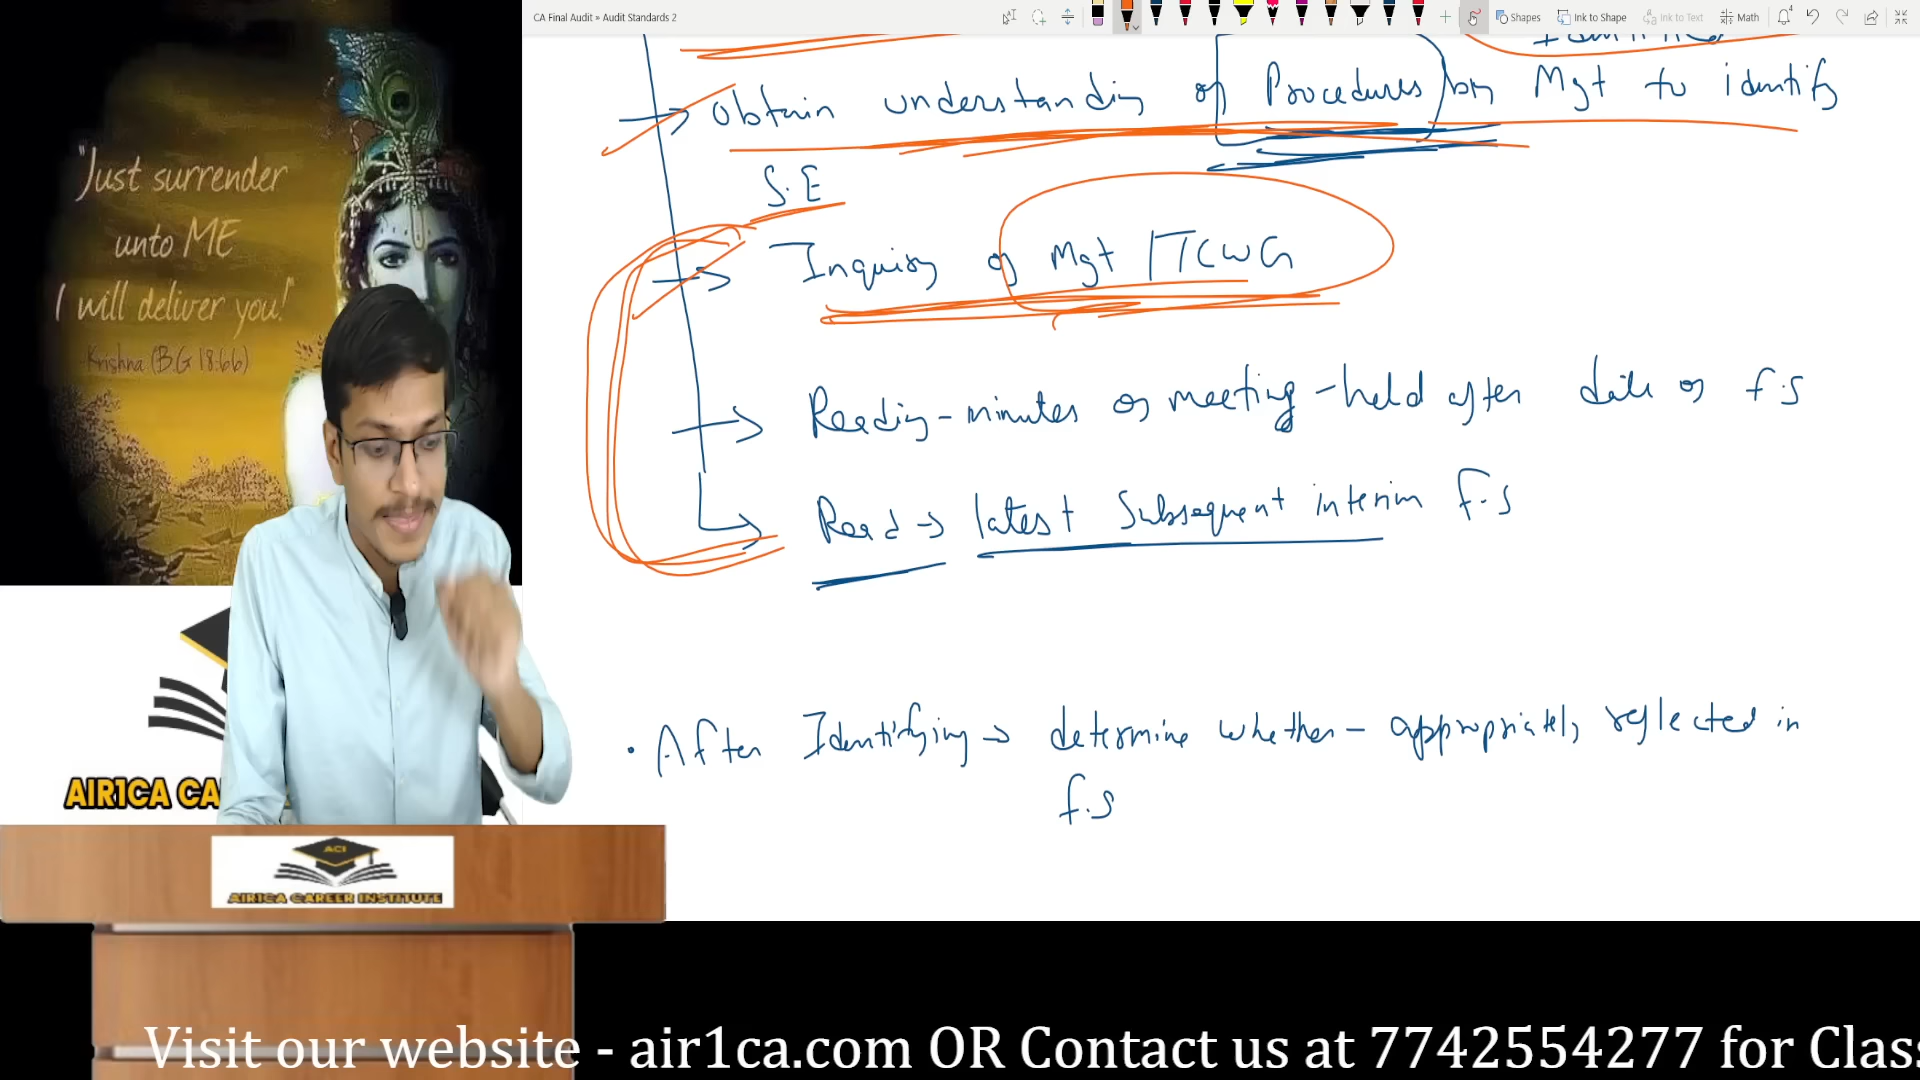 CA Final Audit » Audit Standards 2
Shapes
Ink to Shape
Ink to Text
Math
"Just surrender
unto ME
I will deliver you!"
Krishna (B.G 18:66)
Obtain understanding of Procedures by Mgt to identify
S.E
Inquiry of Mgt / TCWG
Reading - minutes of meeting - held after date of f.s
Read → latest subsequent interim f.s
• After Identifying → determine whether - appropriately reflected in
f.s
AIR1CA CA
ACI
AIR1CA CAREER INSTITUTE
Visit our website - air1ca.com OR Contact us at 7742554277 for Clas